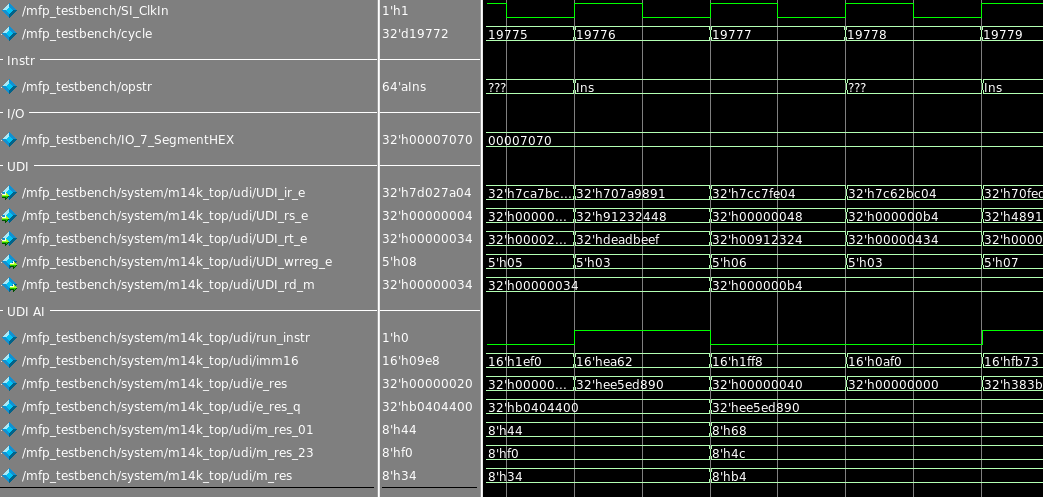 /mfp_testbench/SI_ClkIn 1'h1
/mfp_testbench/cycle 32'd19772 19775 19776 19777 19778 19779
Instr
/mfp_testbench/opstr 64'aIns ??? Ins ??? Ins
I/O
/mfp_testbench/IO_7_SegmentHEX 32'h00007070 00007070
UDI
/mfp_testbench/system/m14k_top/udi/UDI_ir_e 32'h7d027a04 32'h7ca7bc... 32'h707a9891 32'h7cc7fe04 32'h7c62bc04 32'h70fec
/mfp_testbench/system/m14k_top/udi/UDI_rs_e 32'h00000004 32'h00000... 32'h91232448 32'h00000048 32'h000000b4 32'h4891
/mfp_testbench/system/m14k_top/udi/UDI_rt_e 32'h00000034 32'h00002... 32'hdeadbeef 32'h00912324 32'h00000434 32'h0000
/mfp_testbench/system/m14k_top/udi/UDI_wrreg_e 5'h08 5'h05 5'h03 5'h06 5'h03 5'h07
/mfp_testbench/system/m14k_top/udi/UDI_rd_m 32'h00000034 32'h00000034 32'h000000b4
UDI AI
/mfp_testbench/system/m14k_top/udi/run_instr 1'h0
/mfp_testbench/system/m14k_top/udi/imm16 16'h09e8 16'h1ef0 16'hea62 16'h1ff8 16'h0af0 16'hfb73
/mfp_testbench/system/m14k_top/udi/e_res 32'h00000020 32'h00000... 32'hee5ed890 32'h00000040 32'h00000000 32'h383b
/mfp_testbench/system/m14k_top/udi/e_res_q 32'hb0404400 32'hb0404400 32'hee5ed890
/mfp_testbench/system/m14k_top/udi/m_res_01 8'h44 8'h44 8'h68
/mfp_testbench/system/m14k_top/udi/m_res_23 8'hf0 8'hf0 8'h4c
/mfp_testbench/system/m14k_top/udi/m_res 8'h34 8'h34 8'hb4